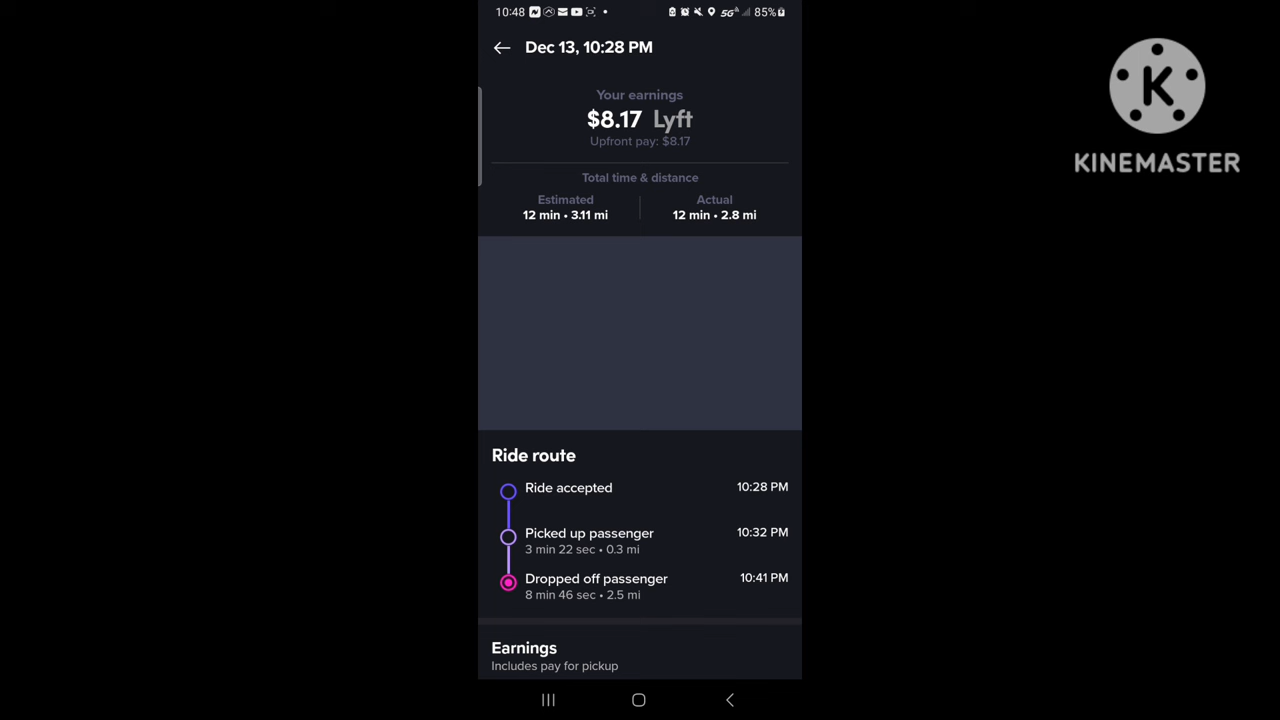 10:48
5G
85%
Dec 13, 10:28 PM
K
KINEMASTER
Your earnings
$8.17 Lyft
Upfront pay: $8.17
Total time & distance
Estimated
Actual
12 min • 3.11 mi
12 min • 2.8 mi
Ride route
Ride accepted
10:28 PM
Picked up passenger
10:32 PM
3 min 22 sec • 0.3 mi
Dropped off passenger
10:41 PM
8 min 46 sec • 2.5 mi
Earnings
Includes pay for pickup